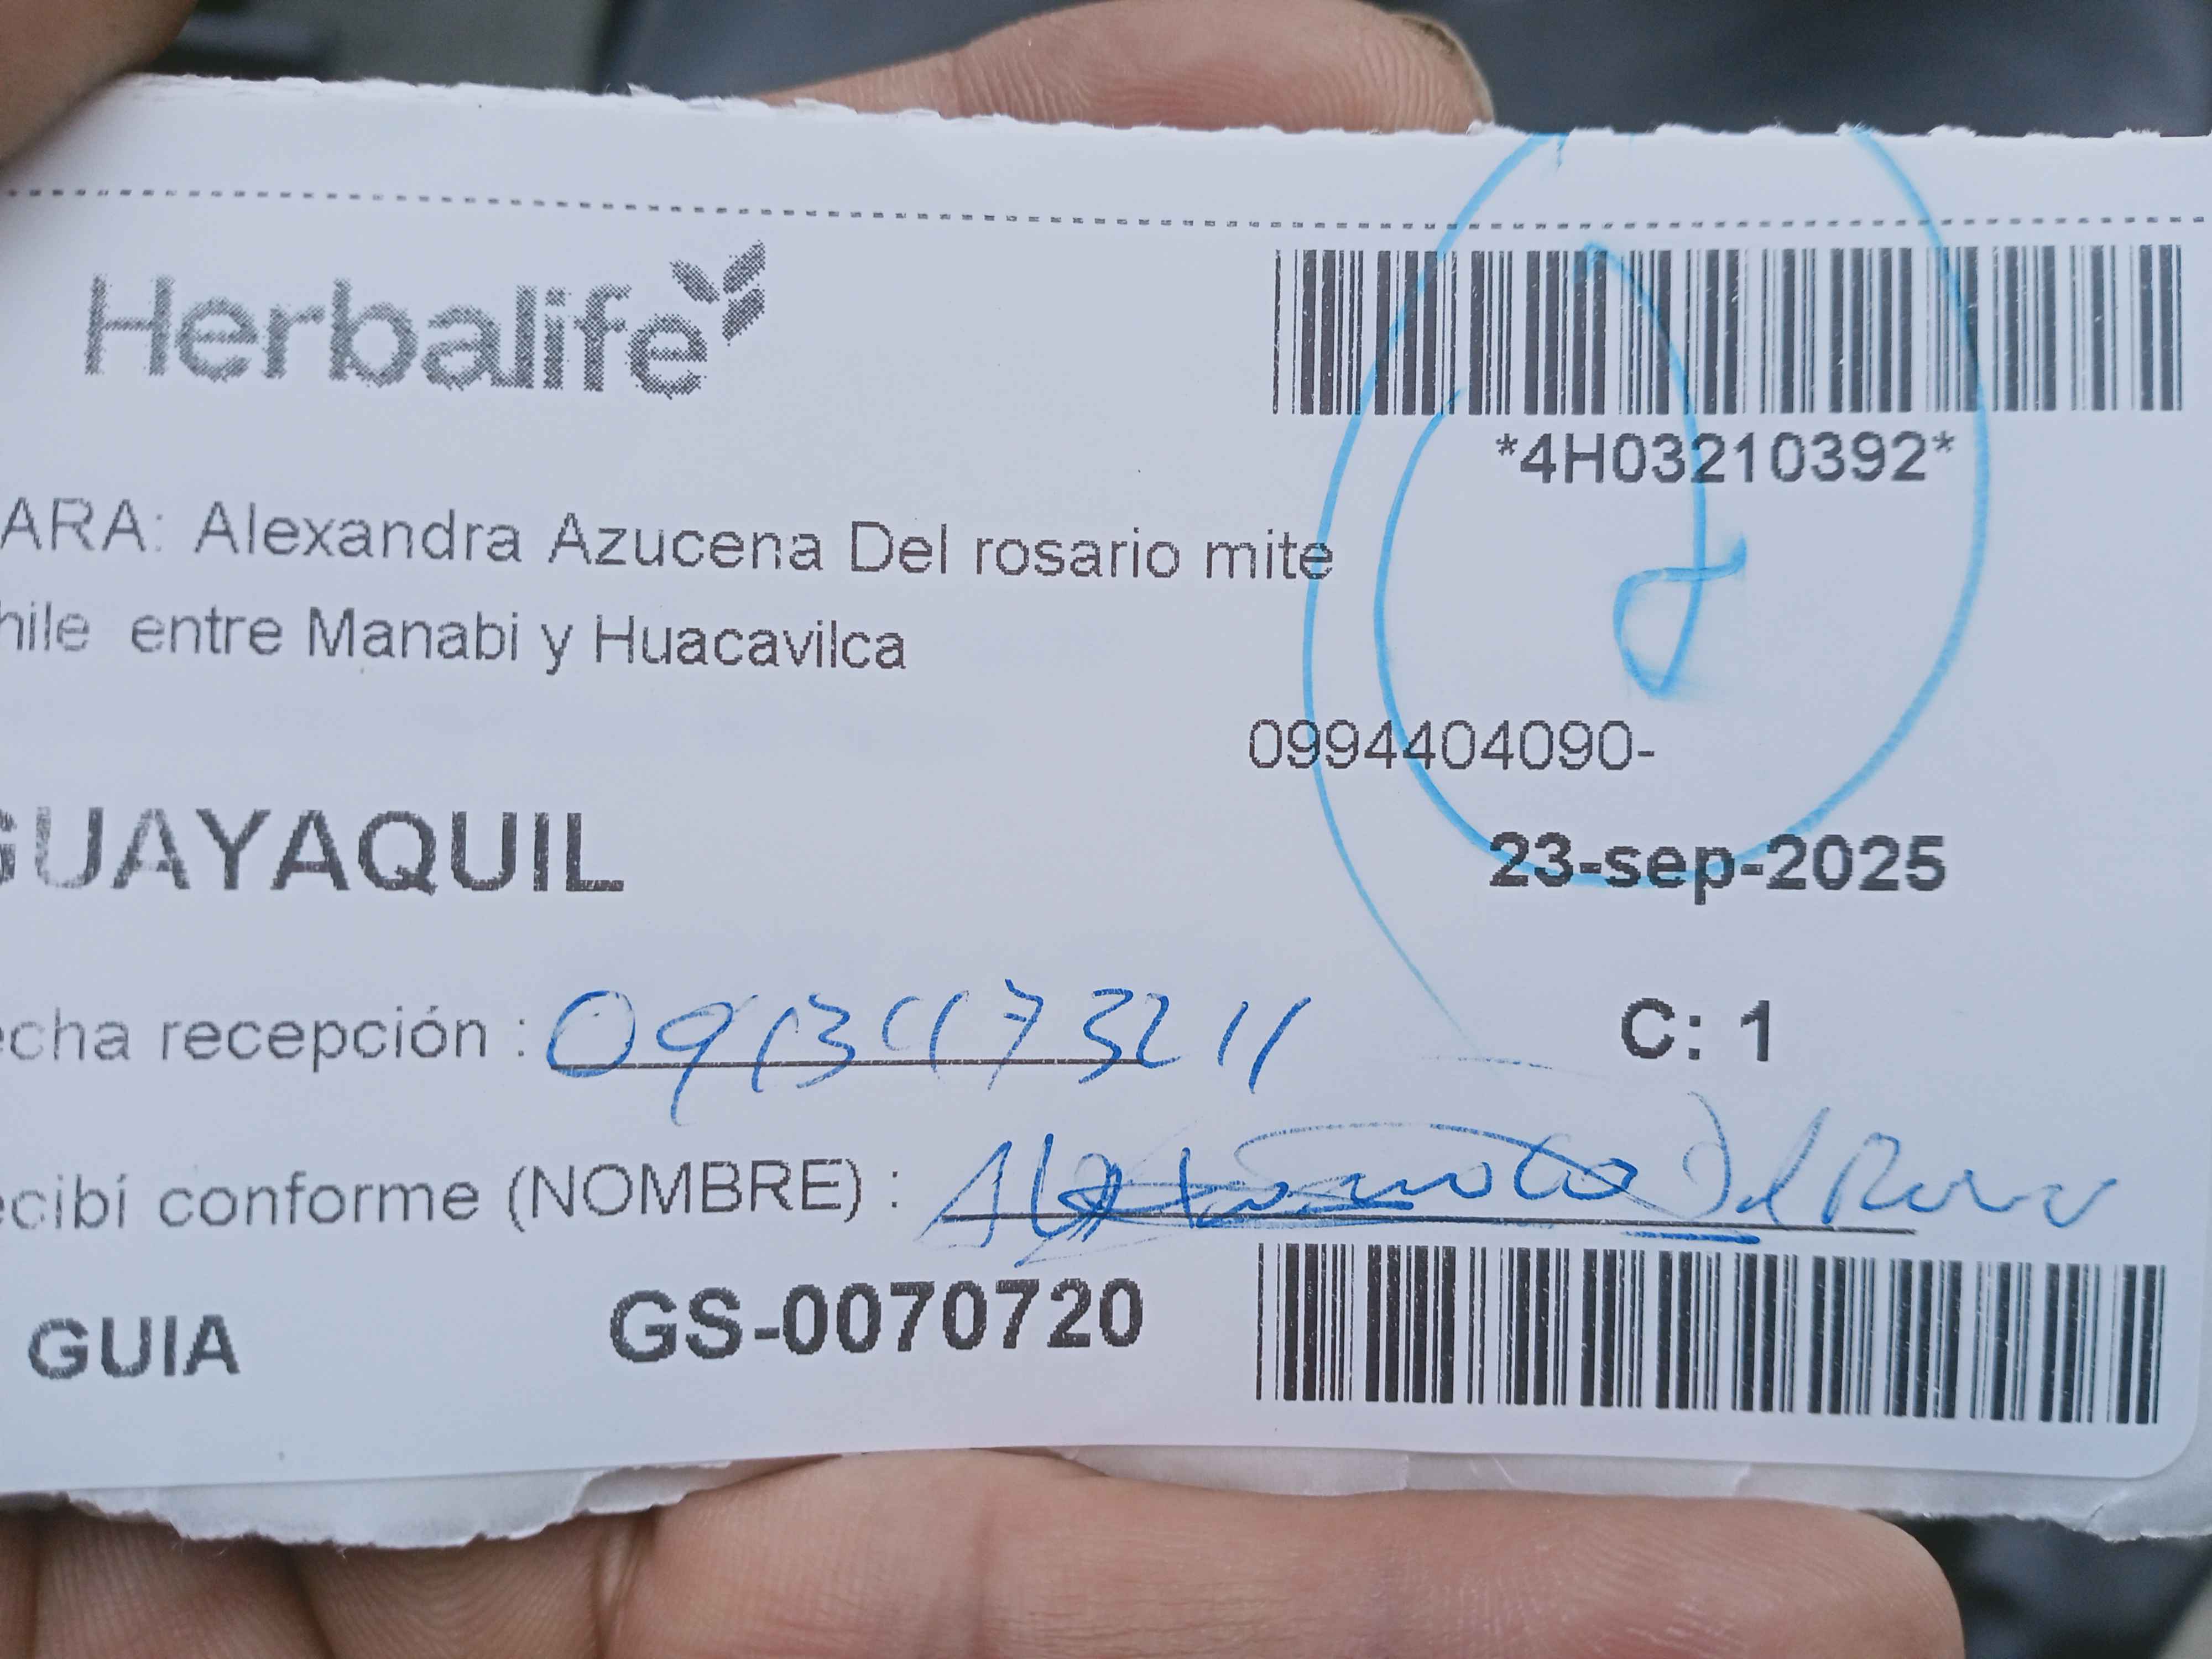 Herbalife
*4H03210392*
ARA: Alexandra Azucena Del rosario mite
hile entre Manabi y Huacavilca
0994404090-
GUAYAQUIL
23-sep-2025
echa recepción :
C: 1
ecibí conforme (NOMBRE) : Del
GUIA GS-0070720